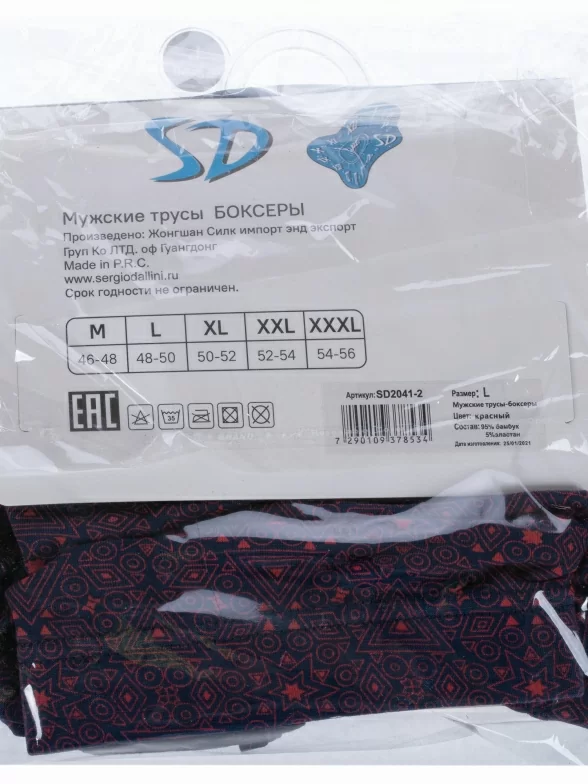 SD
Мужские трусы БОКСЕРЫ
Произведено: Жонгшан Силк импорт энд экспорт
Груп Ко ЛТД. оф Гуангдонг
Made in P.R.C.
www.sergiodallini.ru
Срок годности не ограничен.
M L XL XXL XXXL
46-48 48-50 50-52 52-54 54-56
EAC
35
Артикул: SD2041-2
7290109378534
Размер: L
Мужские трусы-боксеры
Цвет: красный
Состав: 95% бамбук
5%эластан
Дата изготовления: 25/01/2021